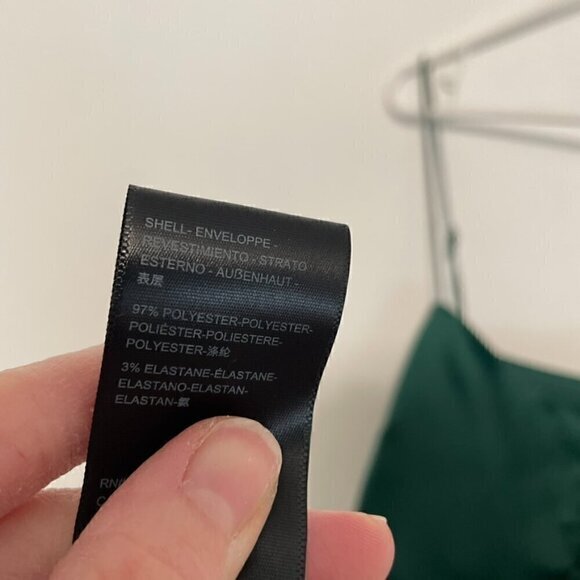 SHELL- ENVELOPPE -
REVESTIMIENTO - STRATO
ESTERNO - AUßENHAUT -
表层
97% POLYESTER-POLYESTER-
POLIÉSTER-POLIESTERE-
POLYESTER-涤纶
3% ELASTANE-ÉLASTANE-
ELASTANO-ELASTAN-
ELASTAN-氨